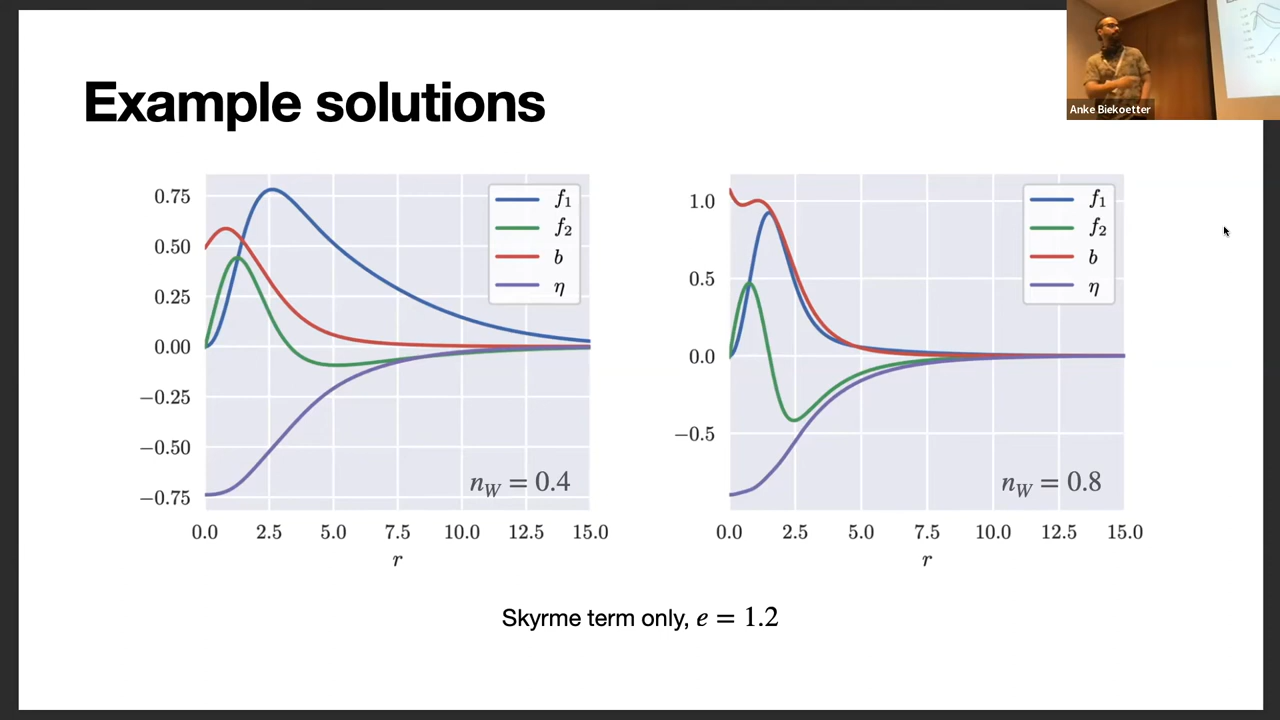 Anke Biekoetter
Example solutions
0.75
0.50
0.25
0.00
−0.25
−0.50
−0.75
f₁
f₂
b
η
n_W = 0.4
0.0 2.5 5.0 7.5 10.0 12.5 15.0
r
1.0
0.5
0.0
−0.5
f₁
f₂
b
η
n_W = 0.8
0.0 2.5 5.0 7.5 10.0 12.5 15.0
r
Skyrme term only, e = 1.2